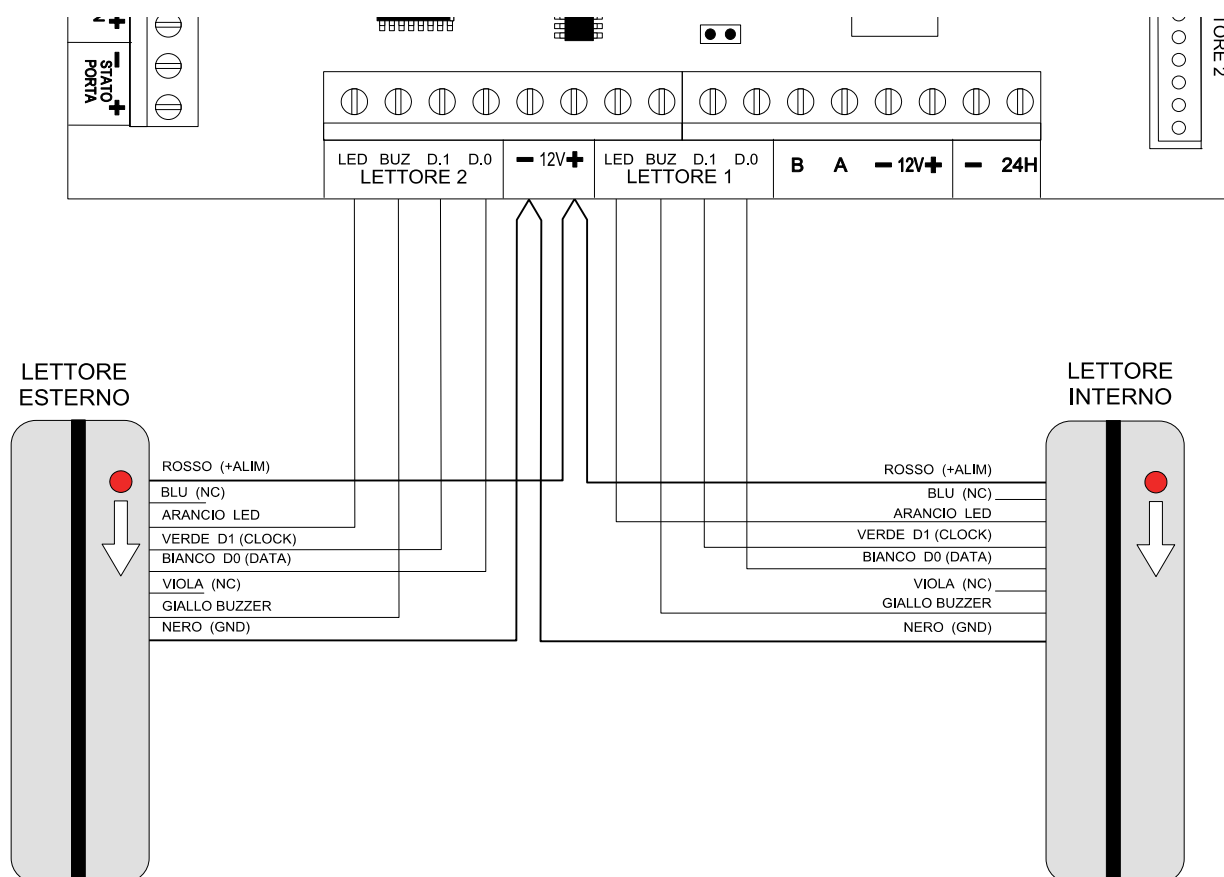 +
- STATO +
PORTA
TORE 2
LED BUZ D.1 D.0 - 12V + LED BUZ D.1 D.0 B A - 12V + - 24H
LETTORE 2 LETTORE 1
LETTORE
ESTERNO
ROSSO (+ALIM)
BLU (NC)
ARANCIO LED
VERDE D1 (CLOCK)
BIANCO D0 (DATA)
VIOLA (NC)
GIALLO BUZZER
NERO (GND)
LETTORE
INTERNO
ROSSO (+ALIM)
BLU (NC)
ARANCIO LED
VERDE D1 (CLOCK)
BIANCO D0 (DATA)
VIOLA (NC)
GIALLO BUZZER
NERO (GND)